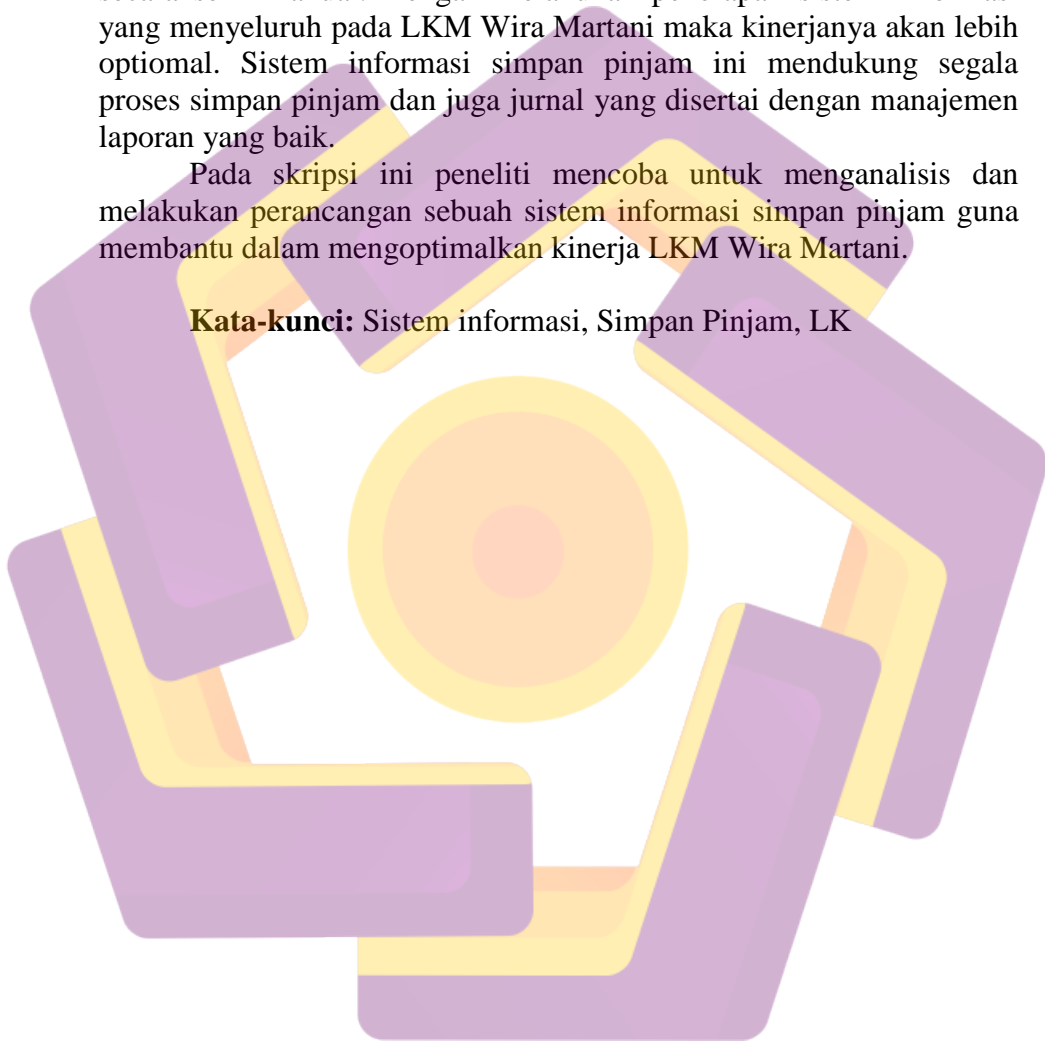 yang menyeluruh pada LKM Wira Martani maka kinerjanya akan lebih
optiomal. Sistem informasi simpan pinjam ini mendukung segala
proses simpan pinjam dan juga jurnal yang disertai dengan manajemen
laporan yang baik.
Pada skripsi ini peneliti mencoba untuk menganalisis dan
melakukan perancangan sebuah sistem informasi simpan pinjam guna
membantu dalam mengoptimalkan kinerja LKM Wira Martani.
Kata-kunci: Sistem informasi, Simpan Pinjam, LK